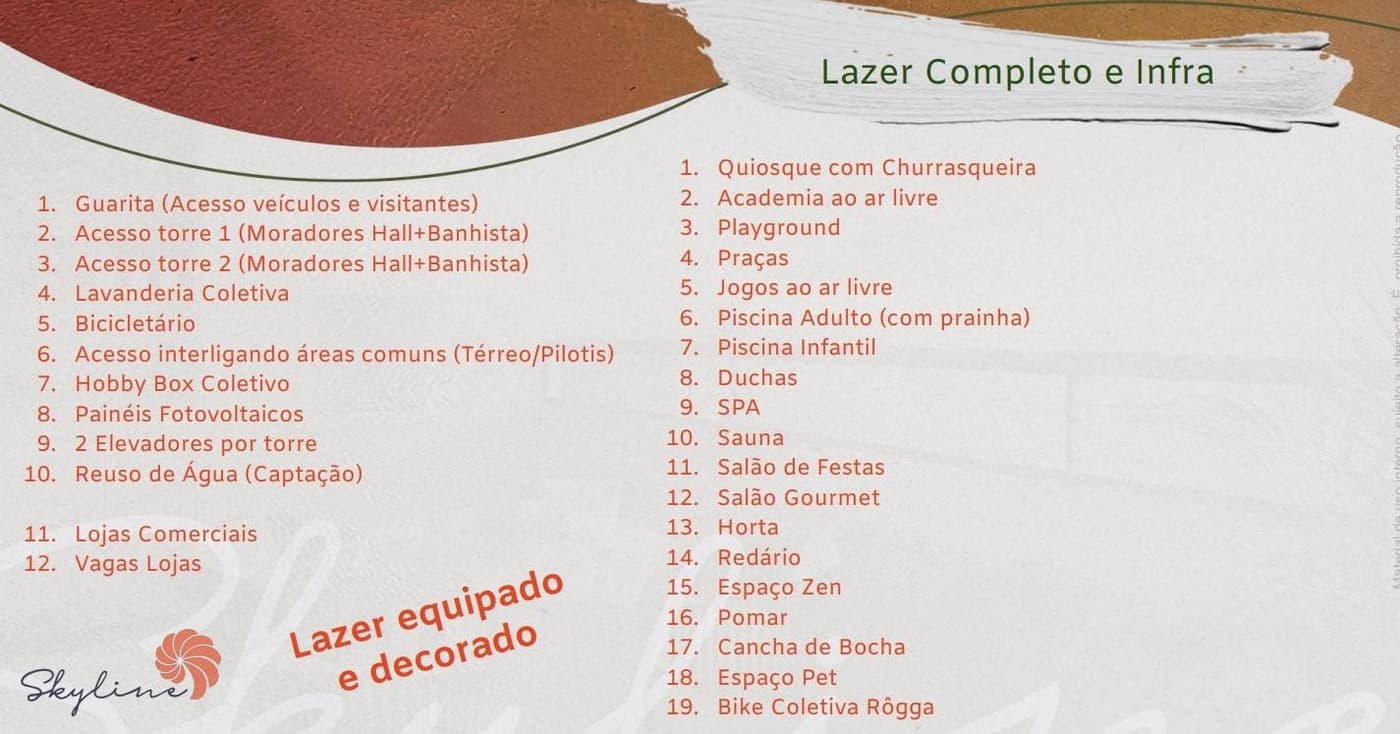 Lazer Completo e Infra
1. Guarita (Acesso veículos e visitantes)
2. Acesso torre 1 (Moradores Hall+Banhista)
3. Acesso torre 2 (Moradores Hall+Banhista)
4. Lavanderia Coletiva
5. Bicicletário
6. Acesso interligando áreas comuns (Térreo/Pilotis)
7. Hobby Box Coletivo
8. Painéis Fotovoltaicos
9. 2 Elevadores por torre
10. Reuso de Água (Captação)
11. Lojas Comerciais
12. Vagas Lojas
Lazer equipado
e decorado
Skyline
1. Quiosque com Churrasqueira
2. Academia ao ar livre
3. Playground
4. Praças
5. Jogos ao ar livre
6. Piscina Adulto (com prainha)
7. Piscina Infantil
8. Duchas
9. SPA
10. Sauna
11. Salão de Festas
12. Salão Gourmet
13. Horta
14. Redário
15. Espaço Zen
16. Pomar
17. Cancha de Bocha
18. Espaço Pet
19. Bike Coletiva Rôgga